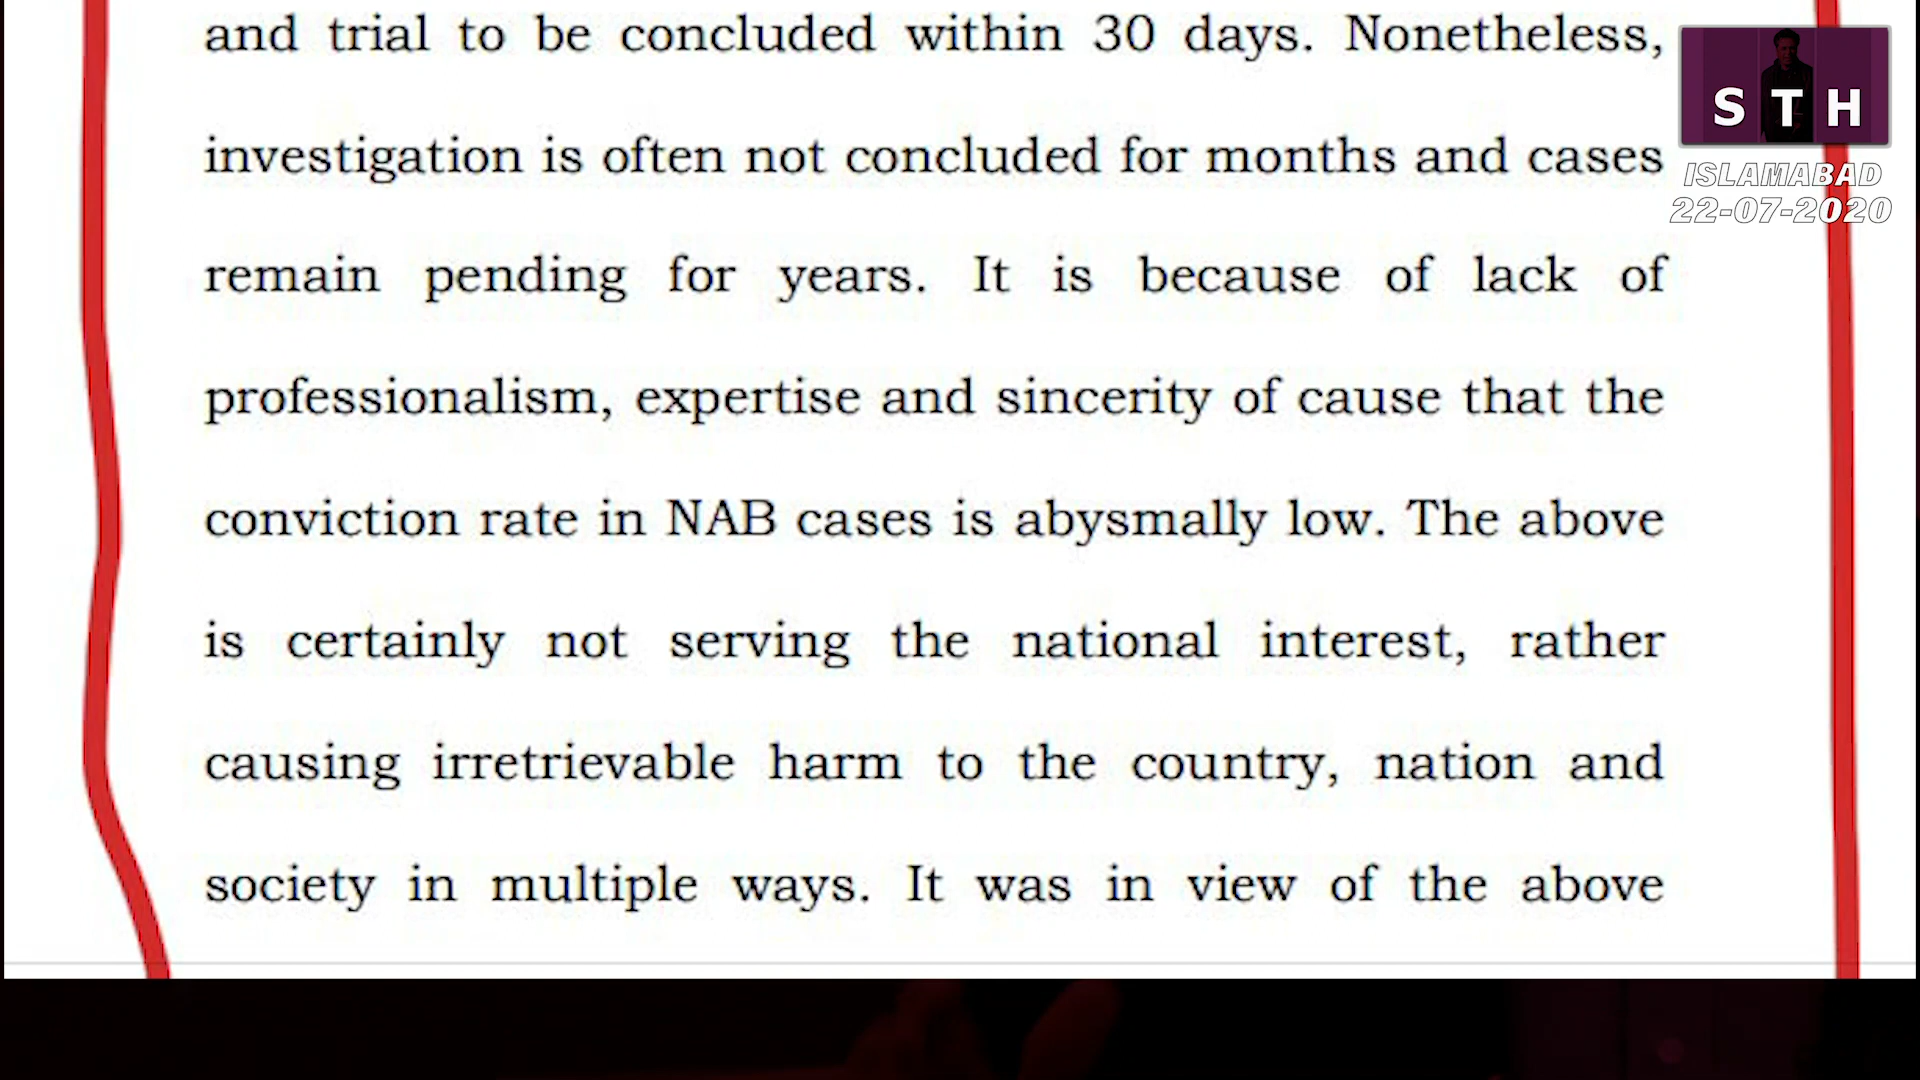 and trial to be concluded within 30 days. Nonetheless,
investigation is often not concluded for months and cases
remain pending for years. It is because of lack of
professionalism, expertise and sincerity of cause that the
conviction rate in NAB cases is abysmally low. The above
is certainly not serving the national interest, rather
causing irretrievable harm to the country, nation and
society in multiple ways. It was in view of the above
STH
ISLAMABAD
22-07-2020